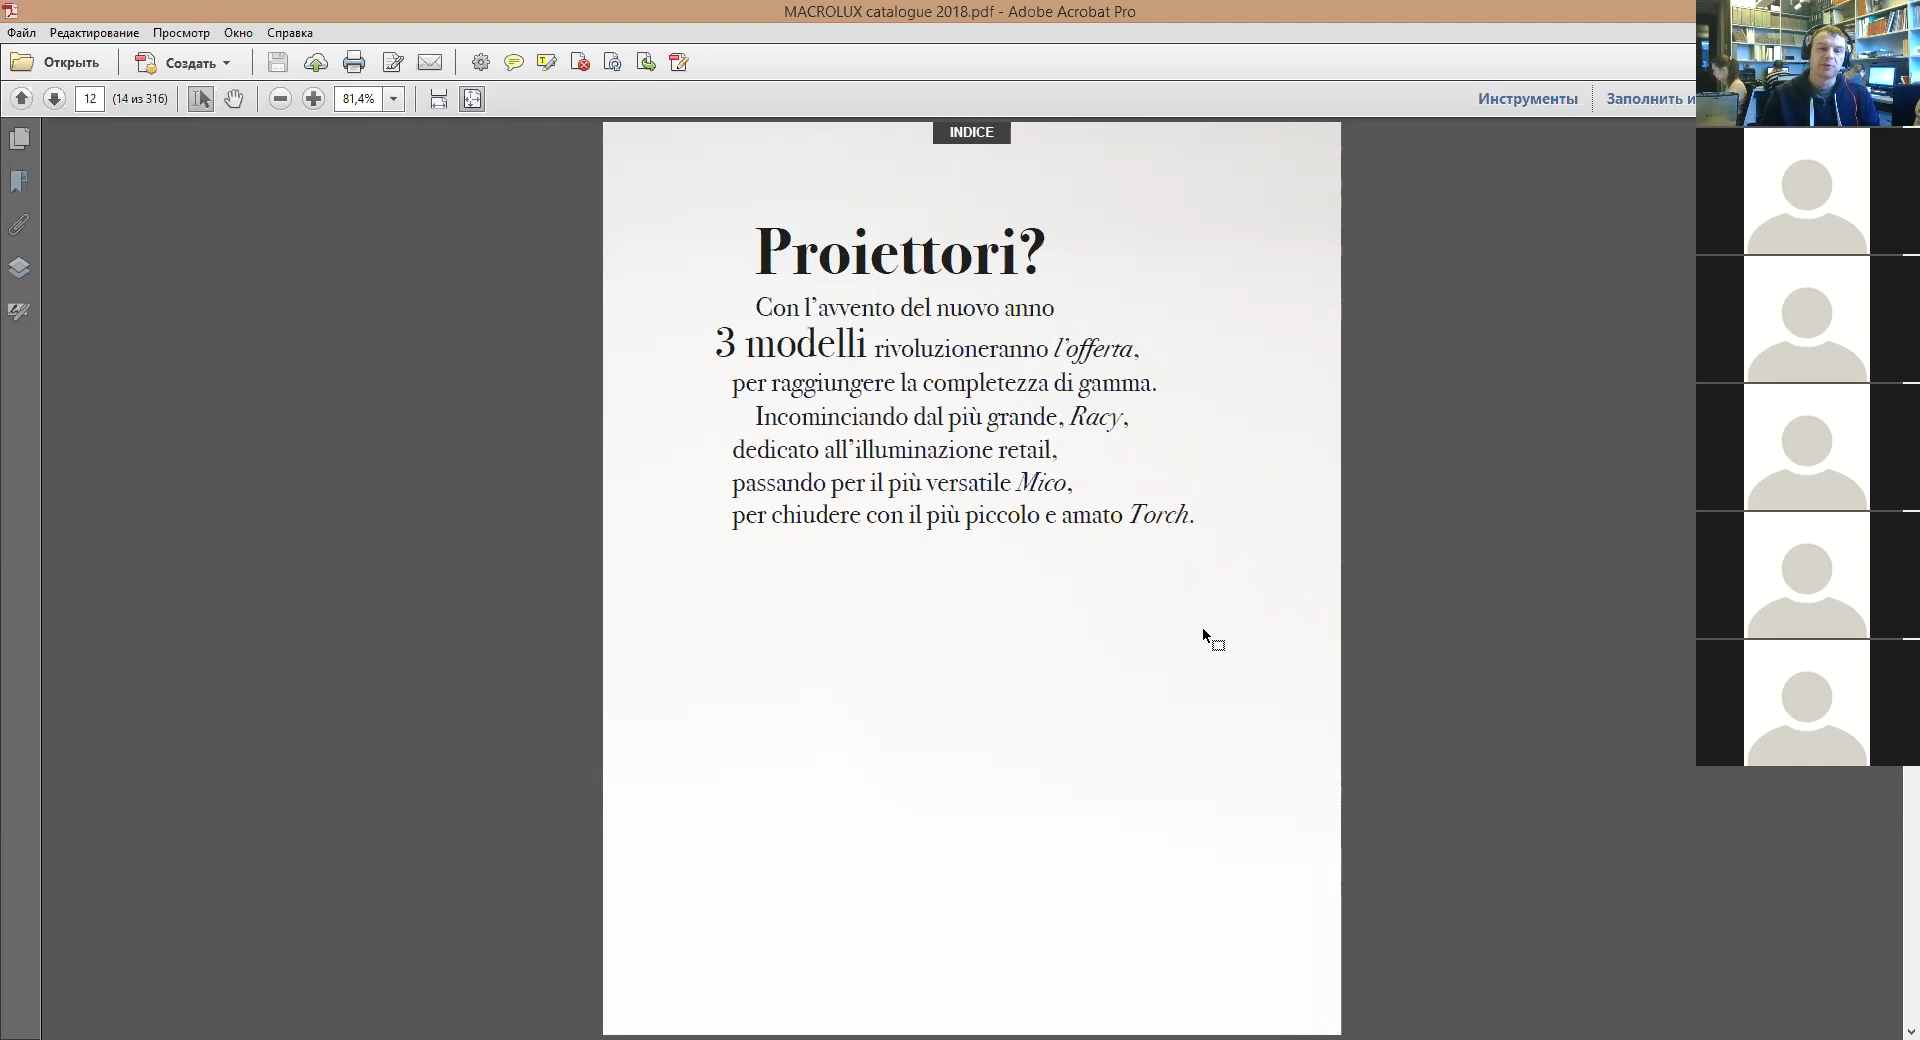 MACROLUX catalogue 2018.pdf - Adobe Acrobat Pro
Файл Редактирование Просмотр Окно Справка
Открыть Создать
12 (14 из 316) 81,4% Инструменты Заполнить и
INDICE
Proiettori?
Con l’avvento del nuovo anno
3 modelli rivoluzioneranno l’offerta,
per raggiungere la completezza di gamma.
Incominciando dal più grande, Racy,
dedicato all’illuminazione retail,
passando per il più versatile Mico,
per chiudere con il più piccolo e amato Torch.